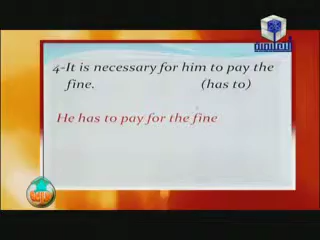 4-It is necessary for him to pay the
fine. (has to)
He has to pay for the fine